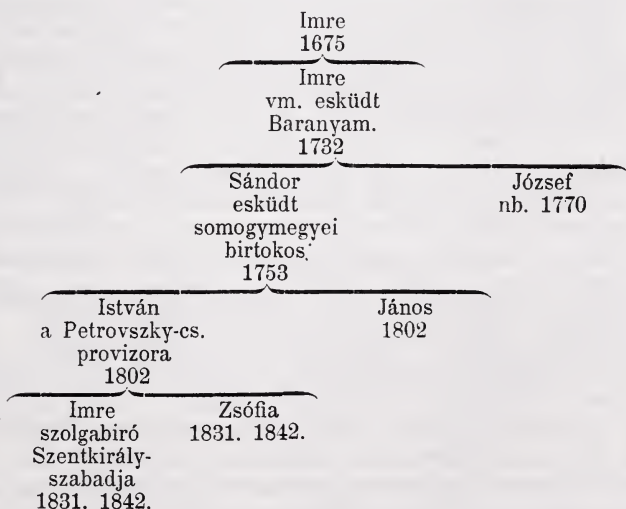 Imre
1675
Imre
vm. esküdt
Baranyam.
1732
Sándor
esküdt
somogymegyei
birtokos.
1753
József
nb. 1770
István
a Petrovszky-cs.
provizora
1802
János
1802
Imre
szolgabiró
Szentkirály-
szabadja
1831. 1842.
Zsófia
1831. 1842.